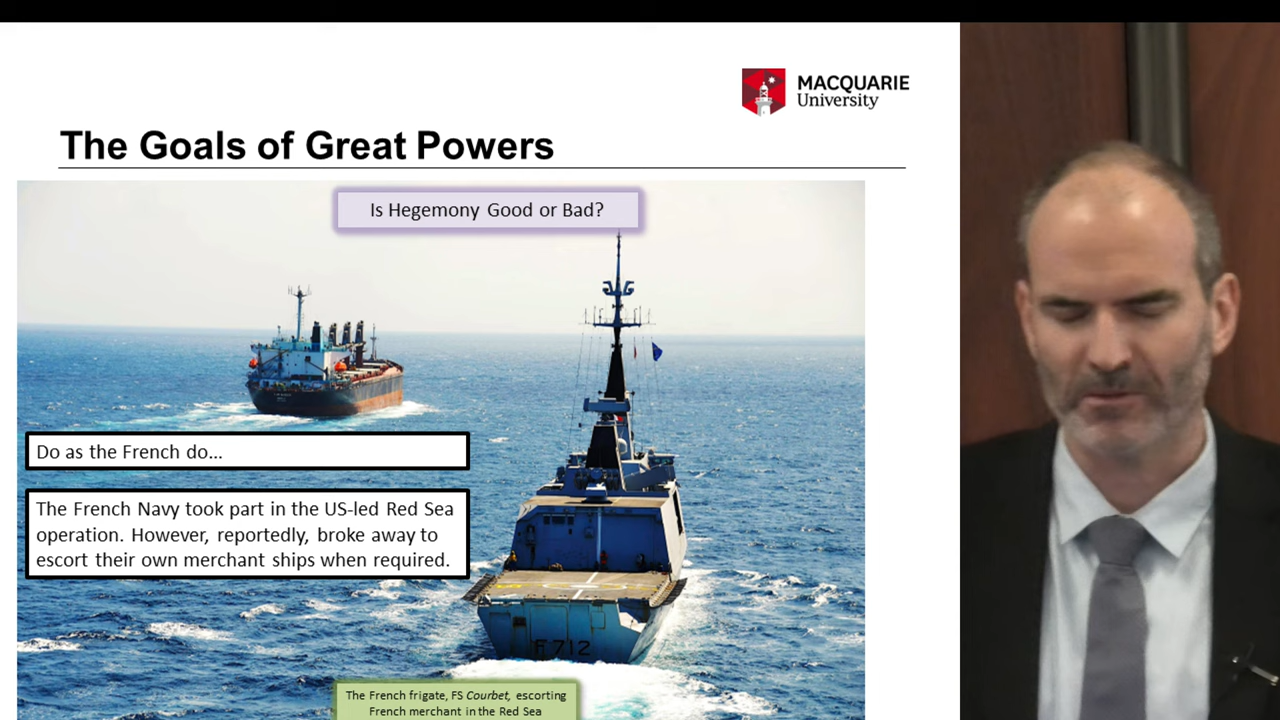 MACQUARIE
University
The Goals of Great Powers
Is Hegemony Good or Bad?
Do as the French do...
The French Navy took part in the US-led Red Sea
operation. However, reportedly, broke away to
escort their own merchant ships when required.
F712
The French frigate, FS Courbet, escorting
French merchant in the Red Sea